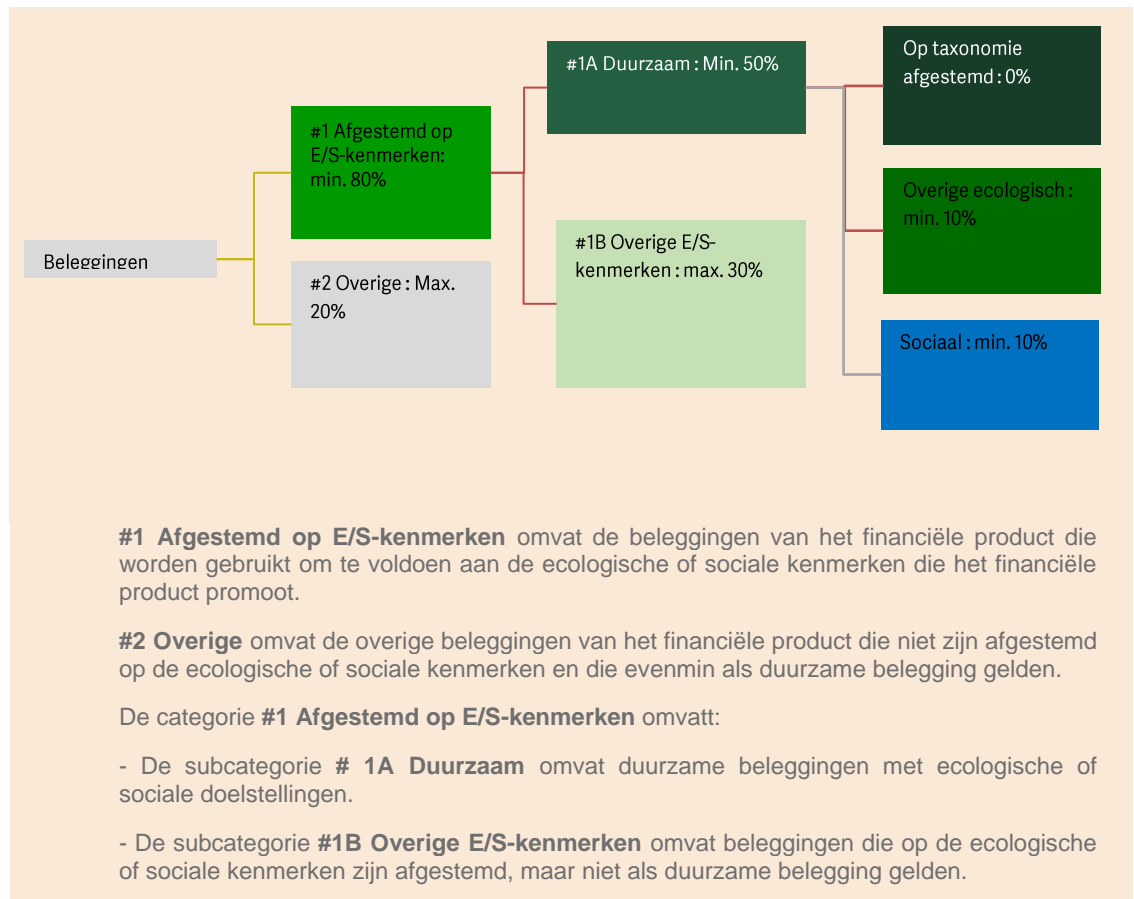 Beleggingen
#1 Afgestemd op
E/S-kenmerken:
min. 80%
#2 Overige : Max.
20%
#1A Duurzaam : Min. 50%
#1B Overige E/S-
kenmerken : max. 30%
Op taxonomie
afgestemd : 0%
Overige ecologisch :
min. 10%
Sociaal : min. 10%
#1 Afgestemd op E/S-kenmerken omvat de beleggingen van het financiële product die
worden gebruikt om te voldoen aan de ecologische of sociale kenmerken die het financiële
product promoot.
#2 Overige omvat de overige beleggingen van het financiële product die niet zijn afgestemd
op de ecologische of sociale kenmerken en die evenmin als duurzame belegging gelden.
De categorie #1 Afgestemd op E/S-kenmerken omvatt:
- De subcategorie # 1A Duurzaam omvat duurzame beleggingen met ecologische of
sociale doelstellingen.
- De subcategorie #1B Overige E/S-kenmerken omvat beleggingen die op de ecologische
of sociale kenmerken zijn afgestemd, maar niet als duurzame belegging gelden.